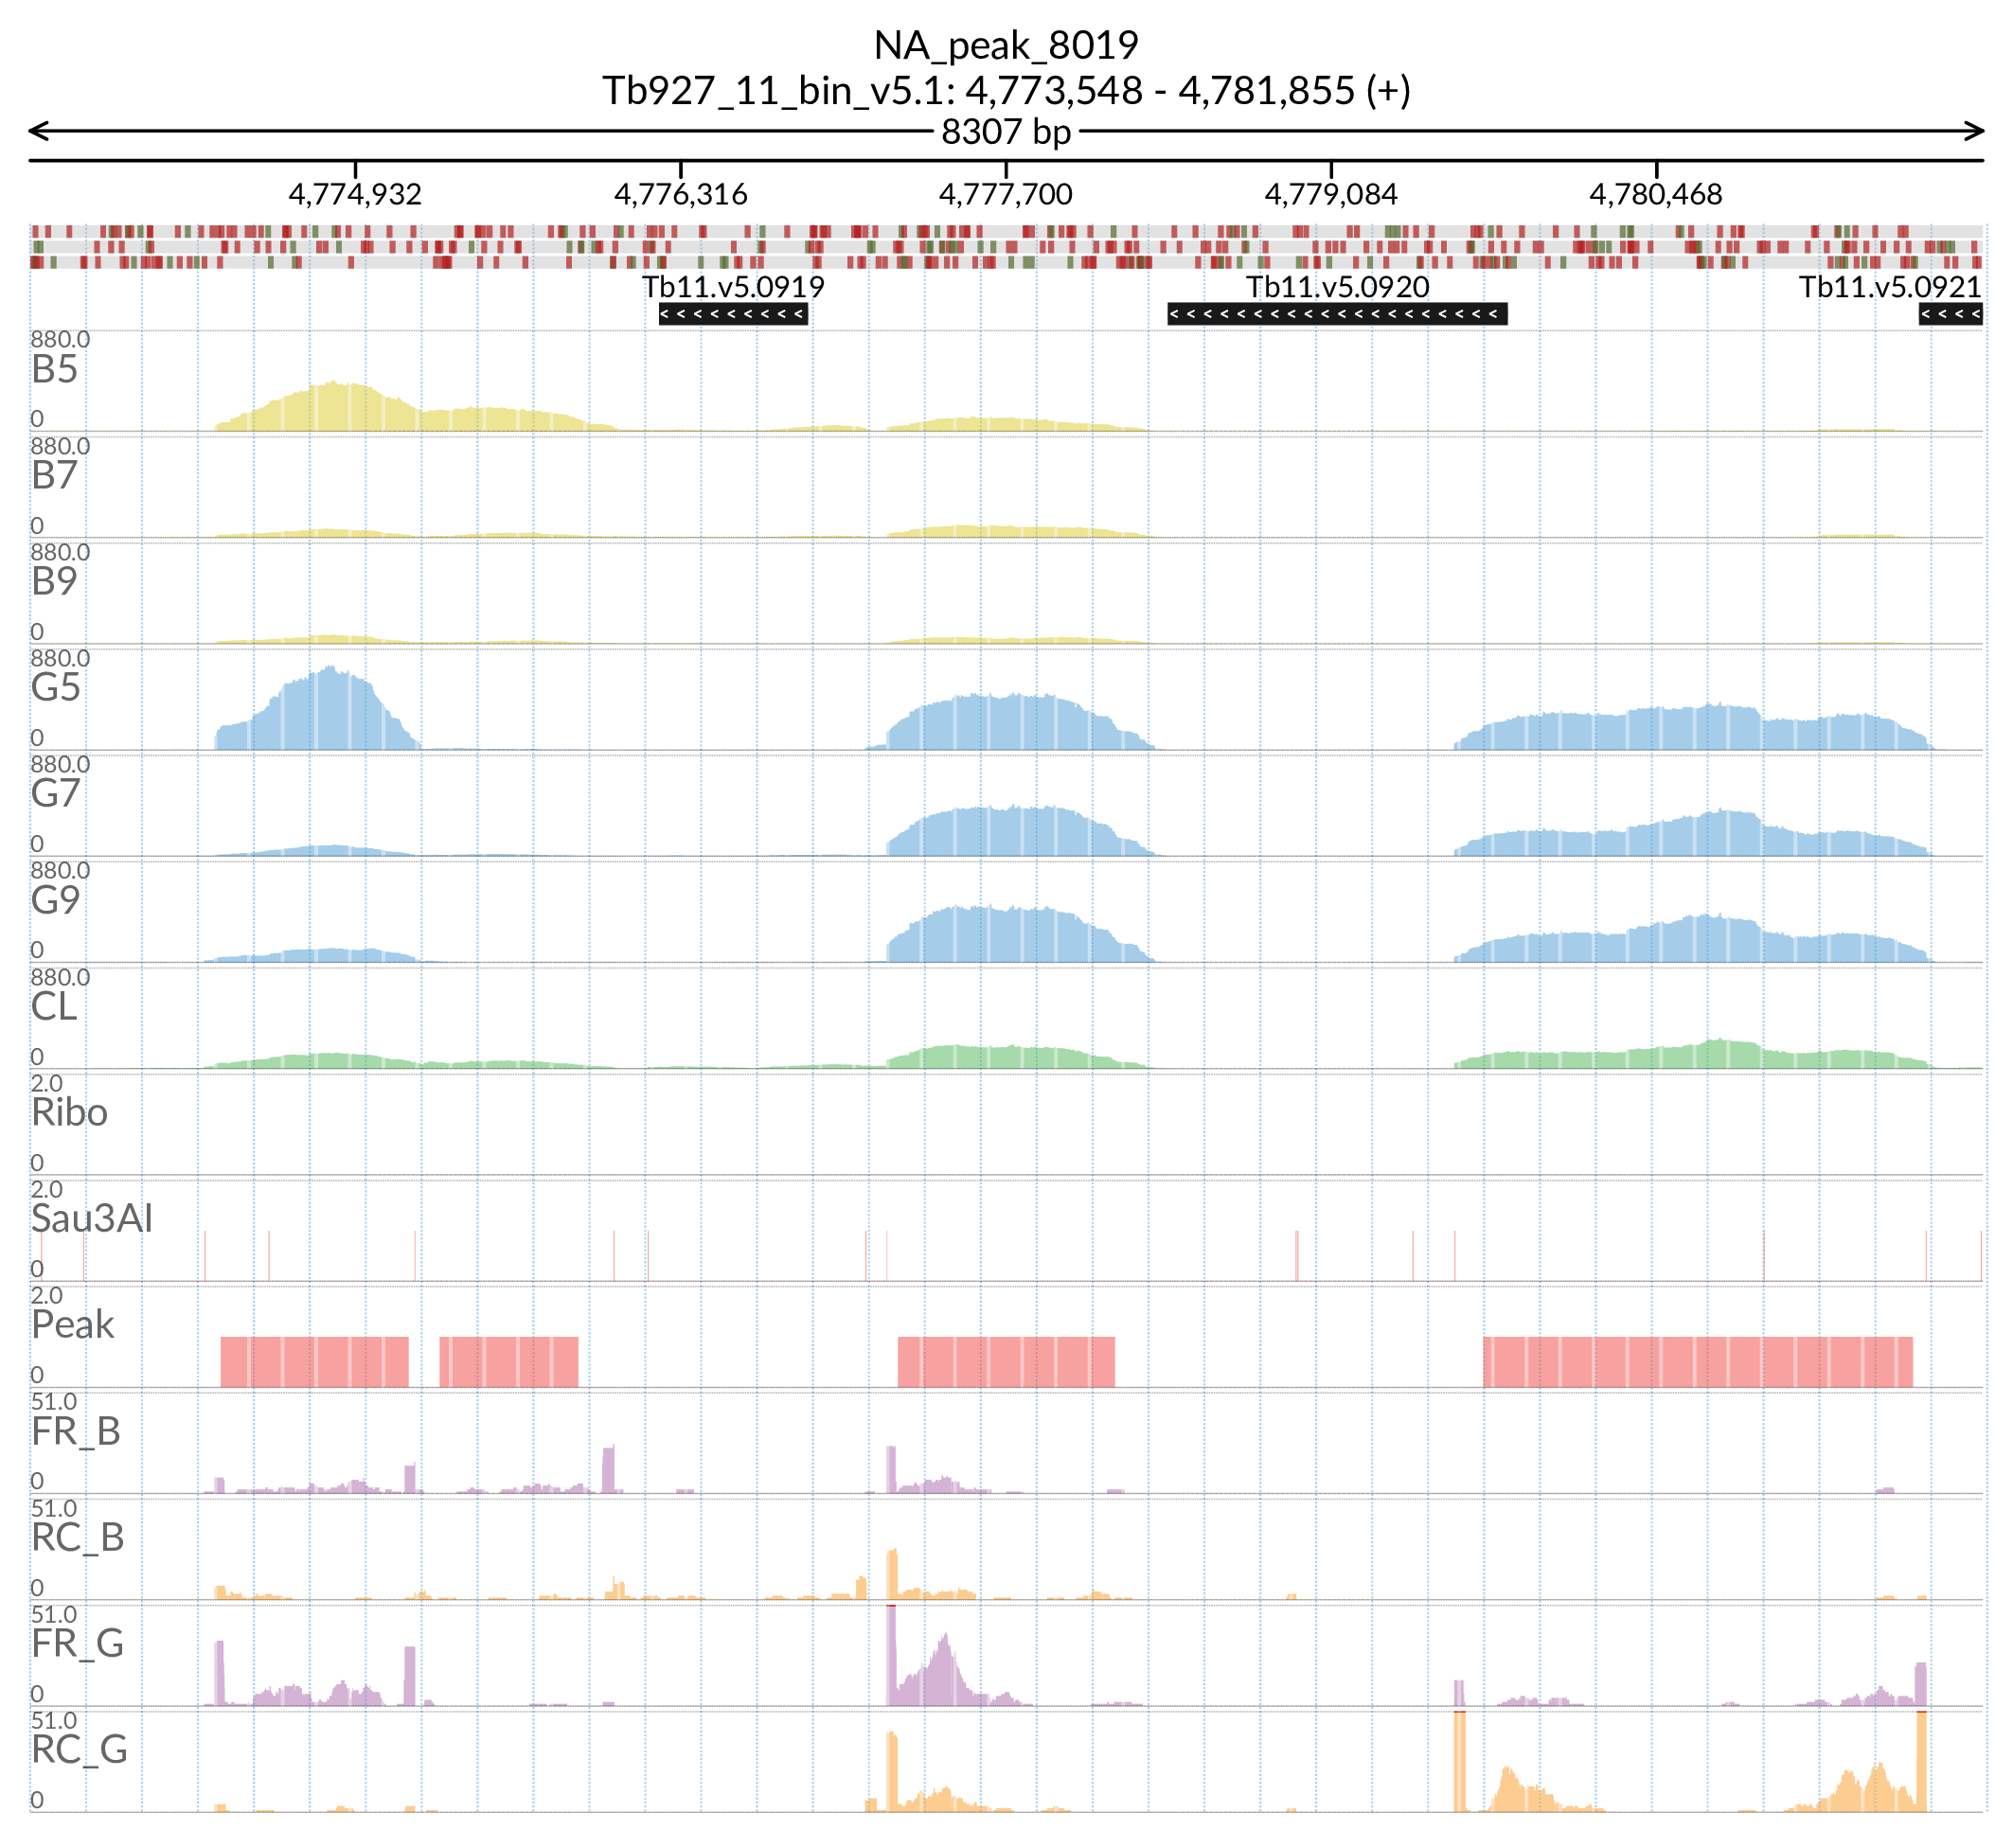 NA_peak_8019
Tb927_11_bin_v5.1: 4,773,548 - 4,781,855 (+)
8307 bp
4,774,932 4,776,316 4,777,700 4,779,084 4,780,468
Tb11.v5.0919 Tb11.v5.0920 Tb11.v5.0921
880.0
B5
0
880.0
B7
0
880.0
B9
0
880.0
G5
0
880.0
G7
0
880.0
G9
0
880.0
CL
0
2.0
Ribo
0
2.0
Sau3AI
0
2.0
Peak
0
51.0
FR_B
0
51.0
RC_B
0
51.0
FR_G
0
51.0
RC_G
0